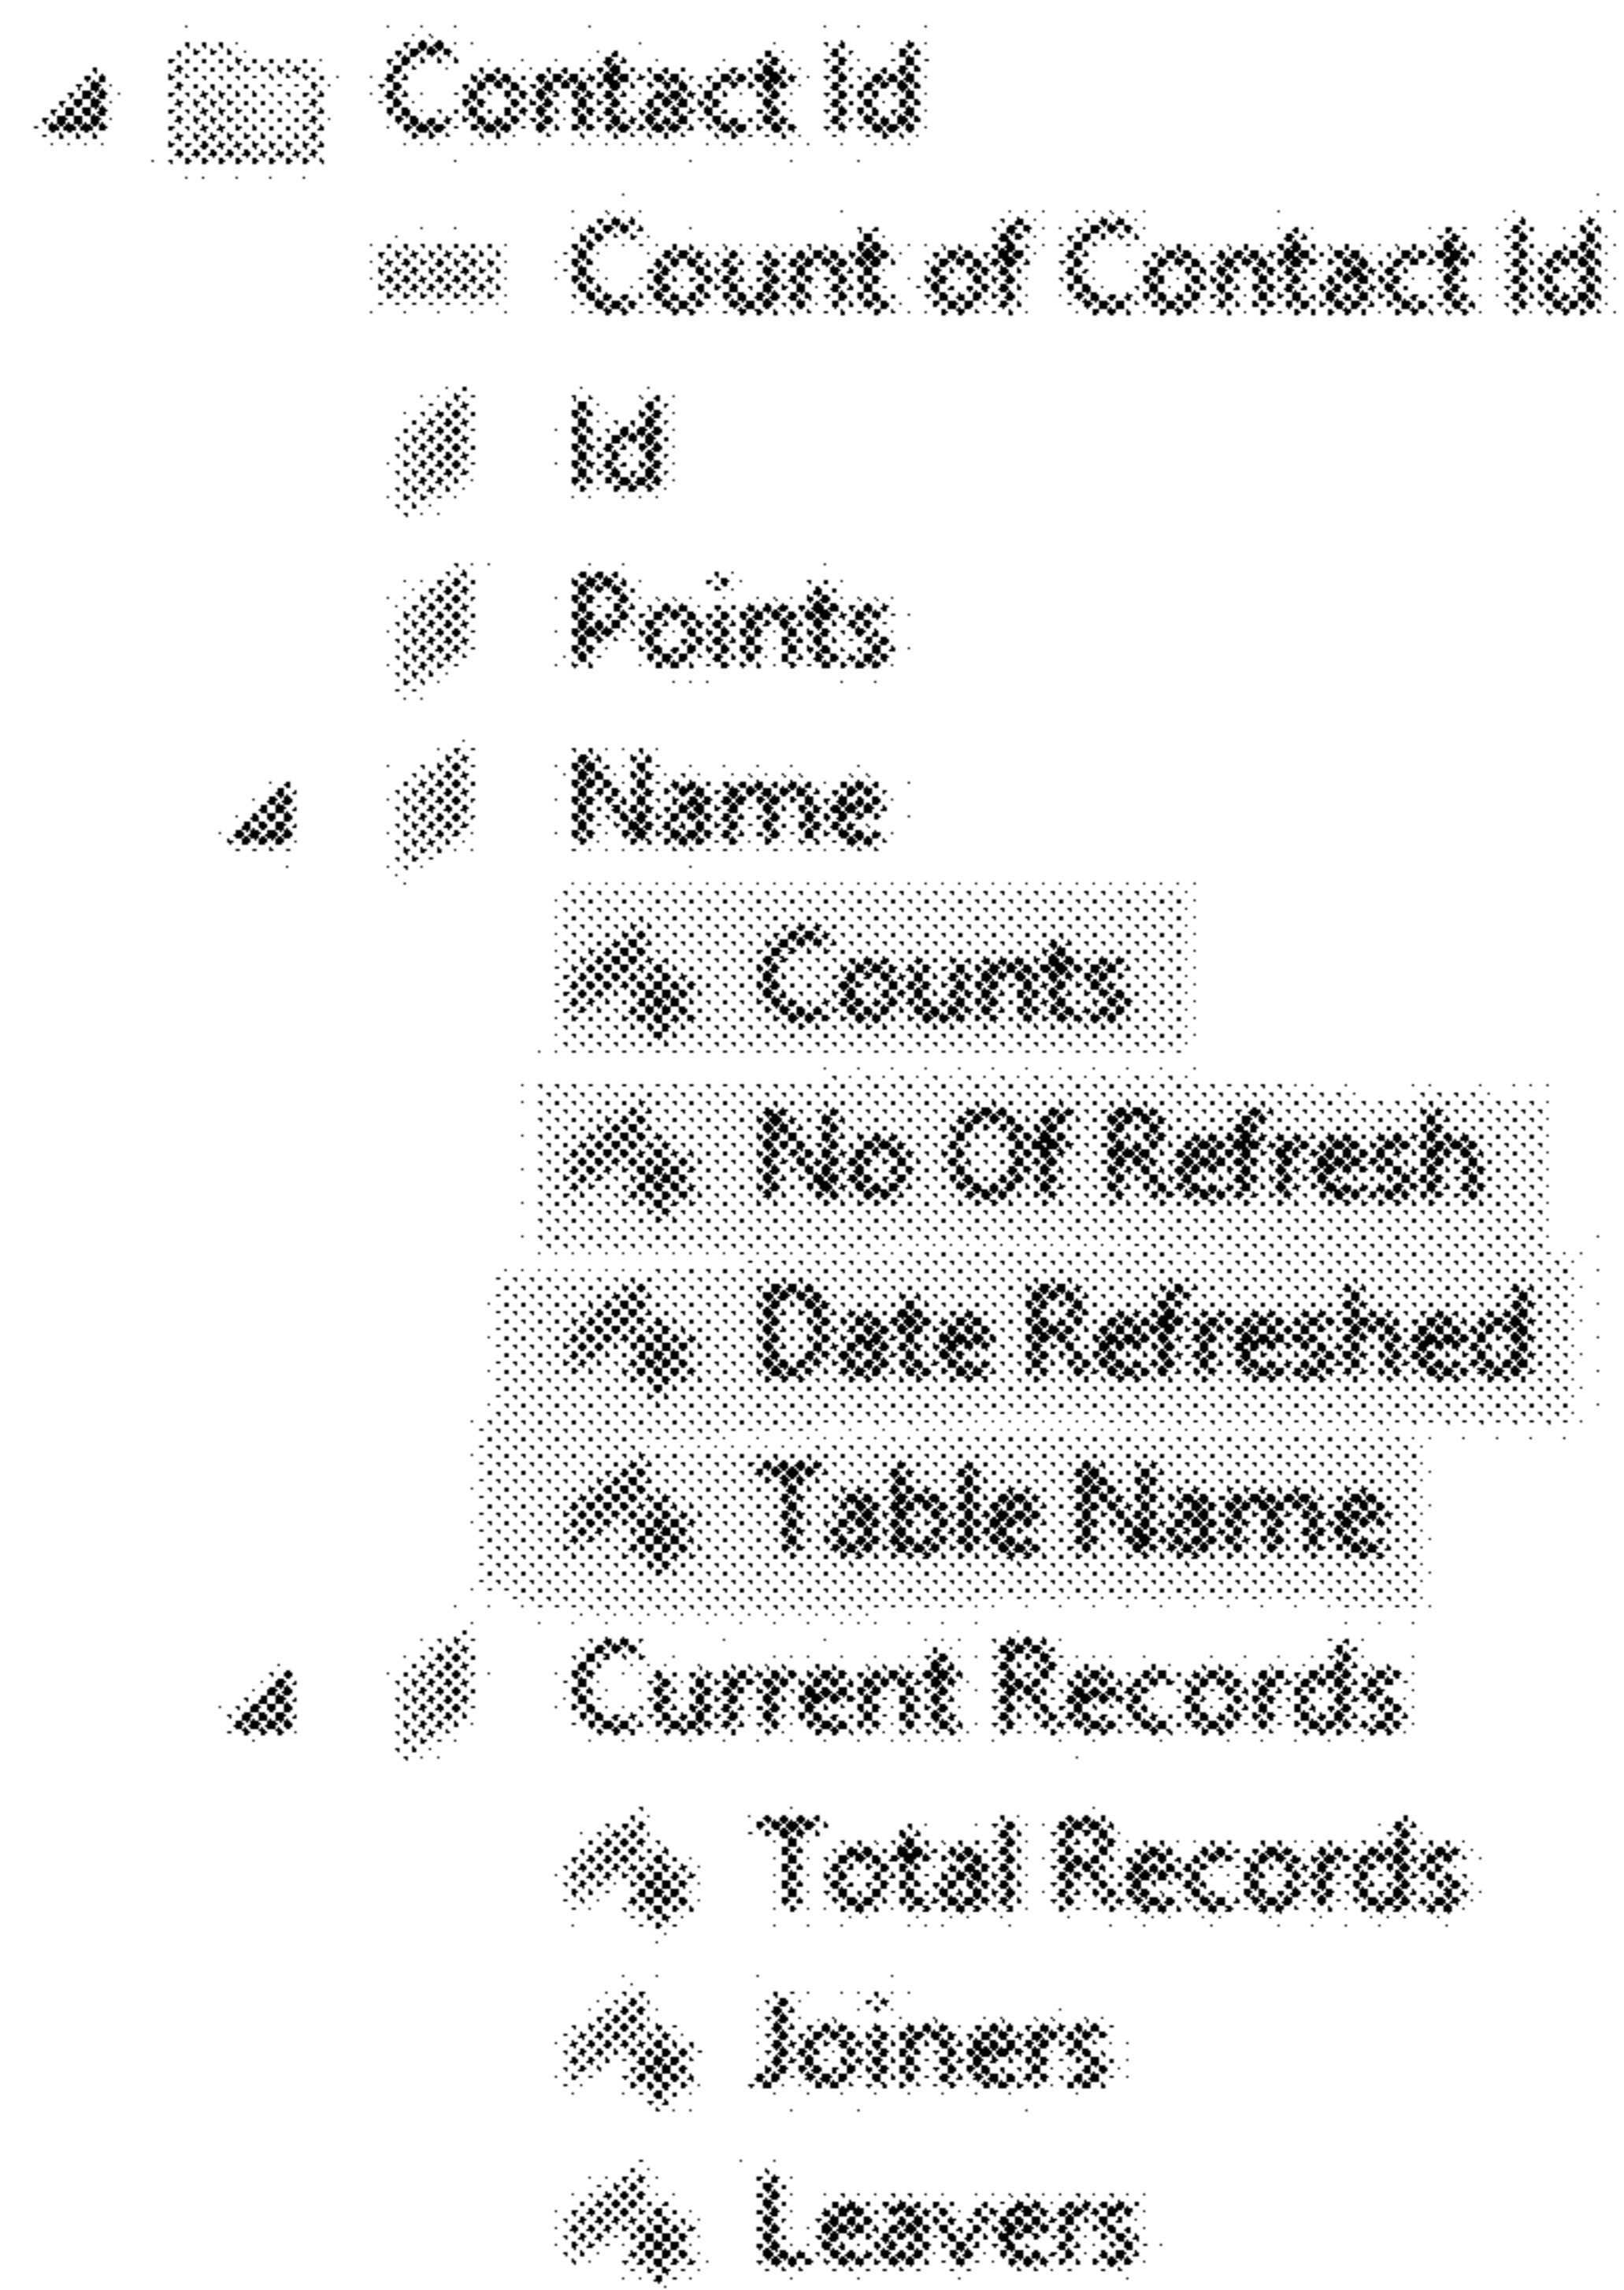 Contact Id
Count of Contact Id
Id
Points
Name
Counts
No Of Refresh
Date Refreshed
Table Name
Current Records
Total Records
Joiners
Leavers